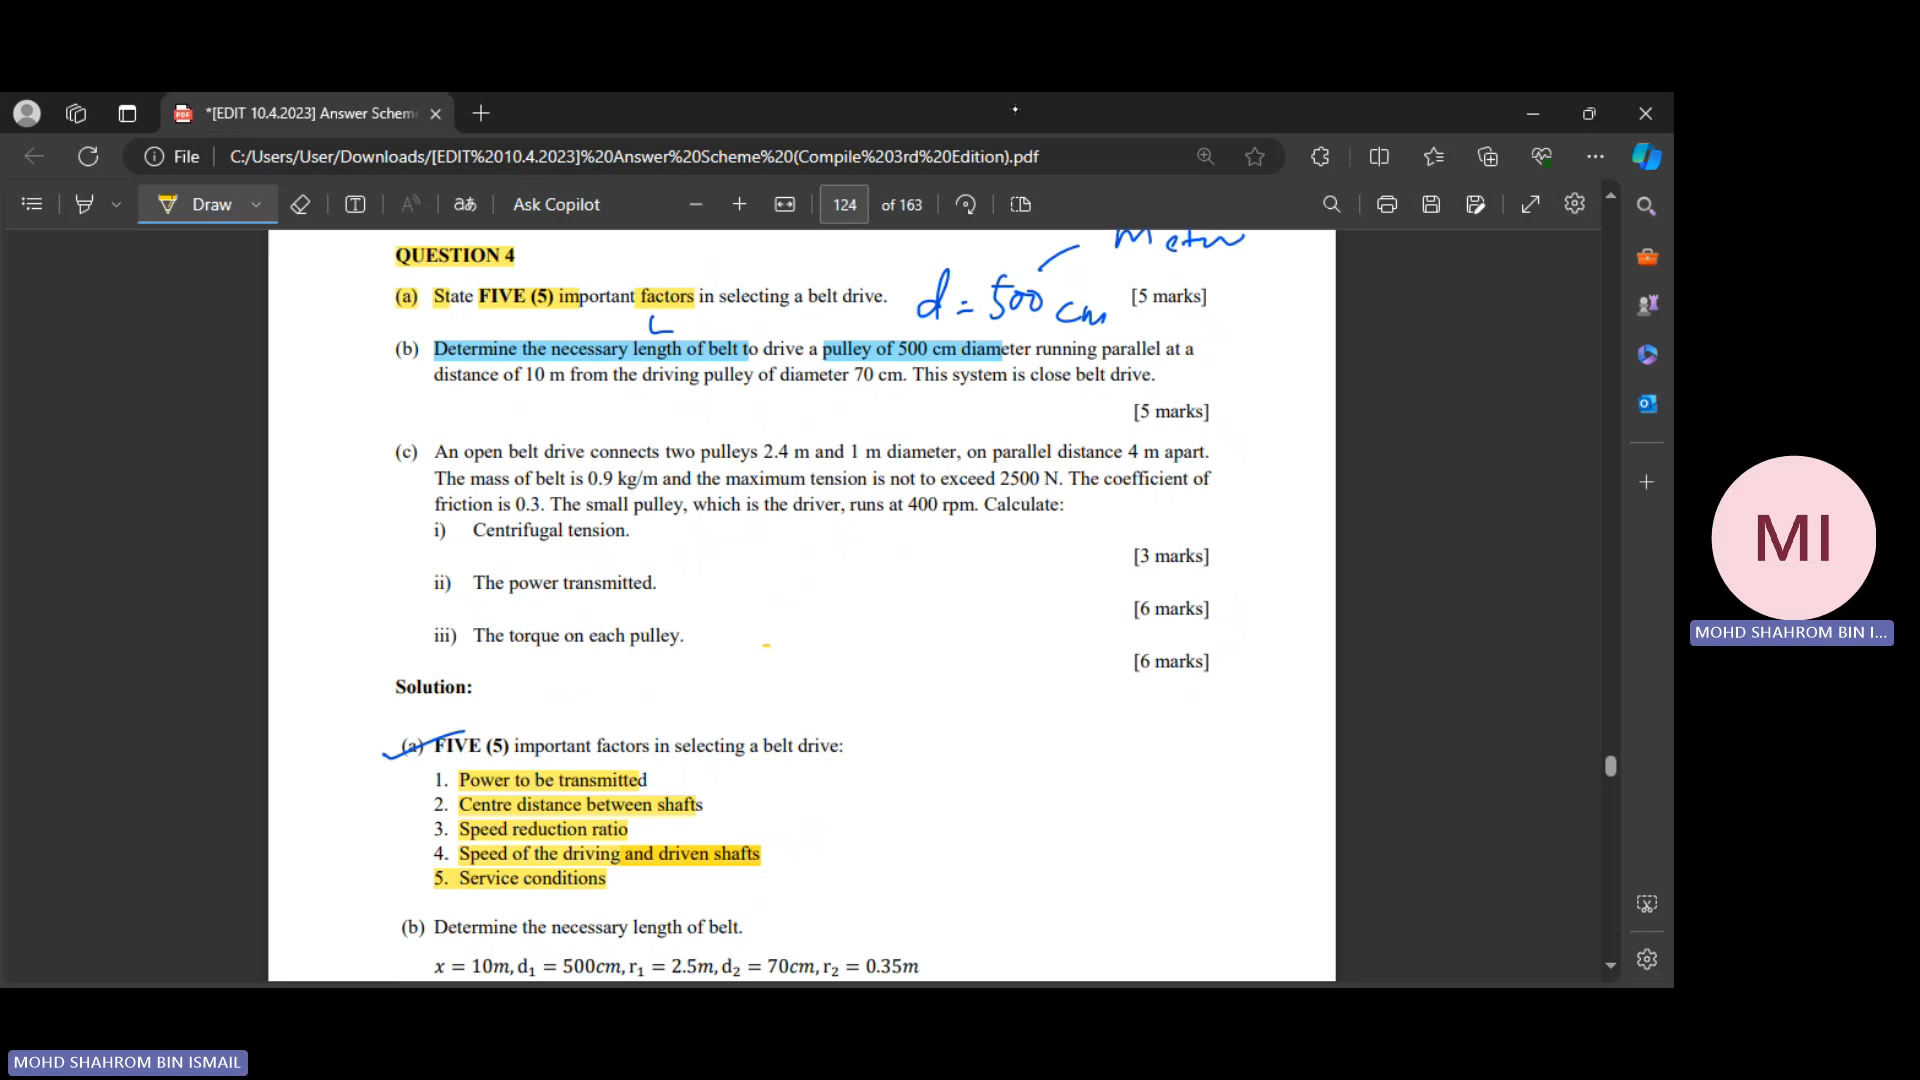 *[EDIT 10.4.2023] Answer Schem
File C:/Users/User/Downloads/[EDIT%2010.4.2023]%20Answer%20Scheme%20(Compile%203rd%20Edition).pdf
Draw aあ Ask Copilot 124 of 163
Meter
QUESTION 4
d = 500 cm
(a) State FIVE (5) important factors in selecting a belt drive. [5 marks]
L
(b) Determine the necessary length of belt to drive a pulley of 500 cm diameter running parallel at a
distance of 10 m from the driving pulley of diameter 70 cm. This system is close belt drive.
[5 marks]
(c) An open belt drive connects two pulleys 2.4 m and 1 m diameter, on parallel distance 4 m apart.
The mass of belt is 0.9 kg/m and the maximum tension is not to exceed 2500 N. The coefficient of
friction is 0.3. The small pulley, which is the driver, runs at 400 rpm. Calculate:
i) Centrifugal tension.
[3 marks]
ii) The power transmitted.
[6 marks]
iii) The torque on each pulley.
[6 marks]
Solution:
(a) FIVE (5) important factors in selecting a belt drive:
1. Power to be transmitted
2. Centre distance between shafts
3. Speed reduction ratio
4. Speed of the driving and driven shafts
5. Service conditions
(b) Determine the necessary length of belt.
x = 10m, d₁ = 500cm, r₁ = 2.5m, d₂ = 70cm, r₂ = 0.35m
MI
MOHD SHAHROM BIN I...
MOHD SHAHROM BIN ISMAIL